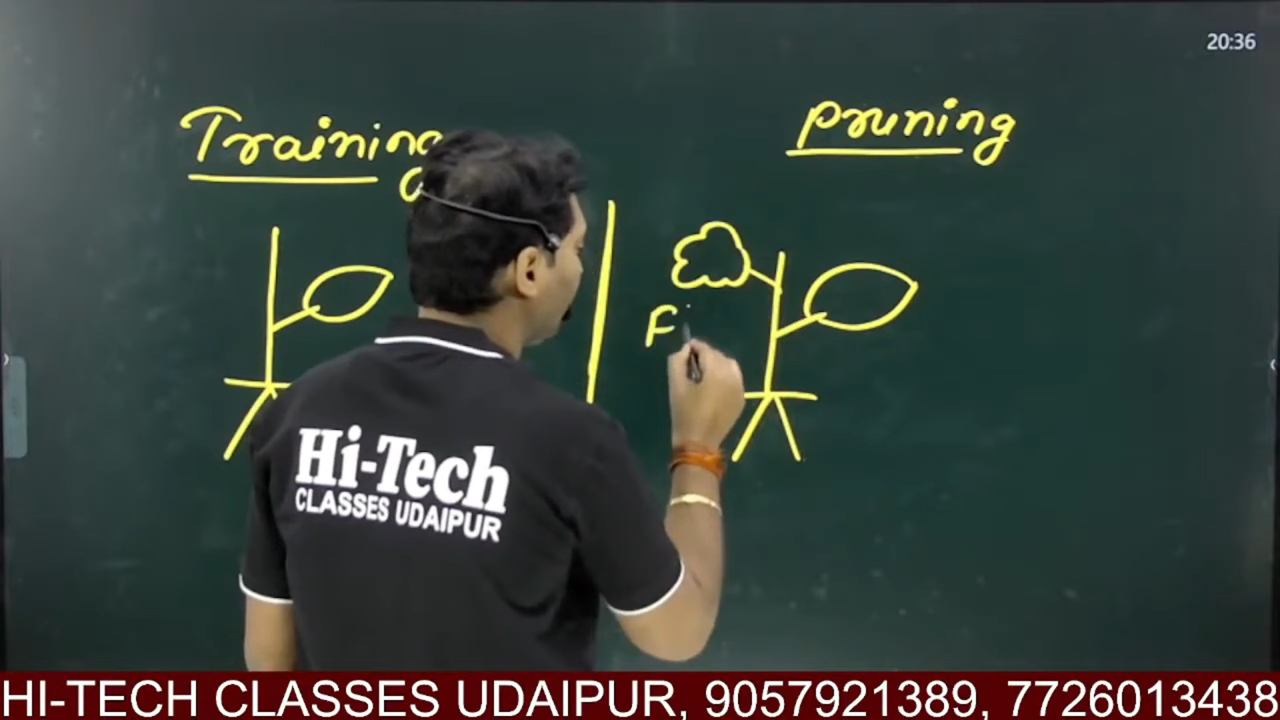 20:36
Training
pruning
F
Hi-Tech
CLASSES UDAIPUR
HI-TECH CLASSES UDAIPUR, 9057921389, 7726013438